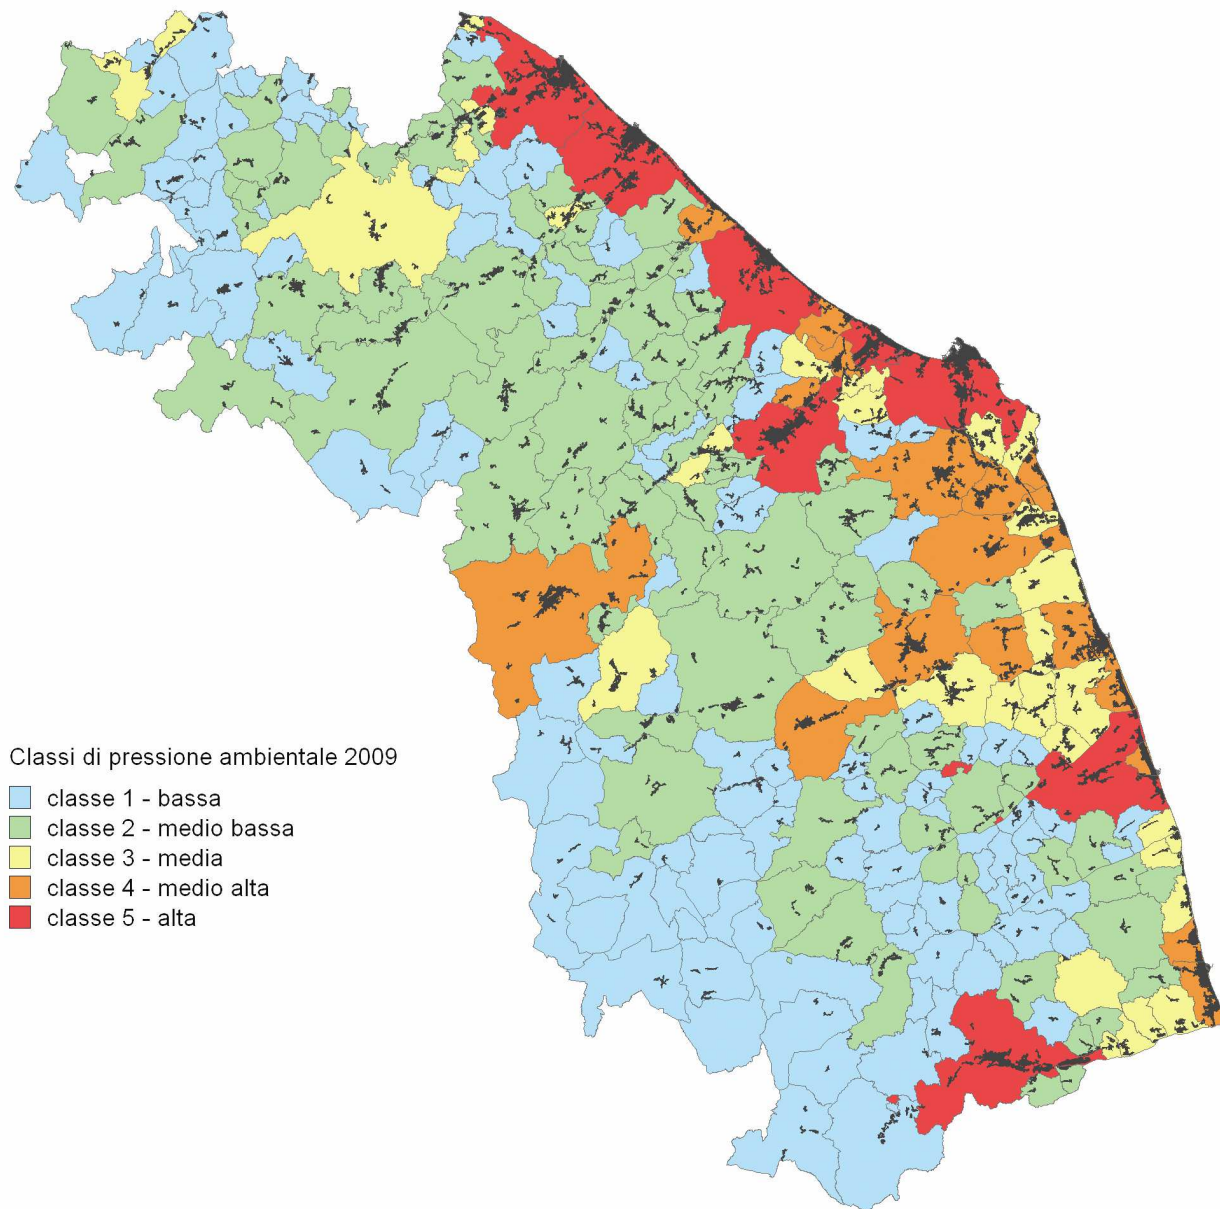 Classi di pressione ambientale 2009
classe 1 - bassa
classe 2 - medio bassa
classe 3 - media
classe 4 - medio alta
classe 5 - alta